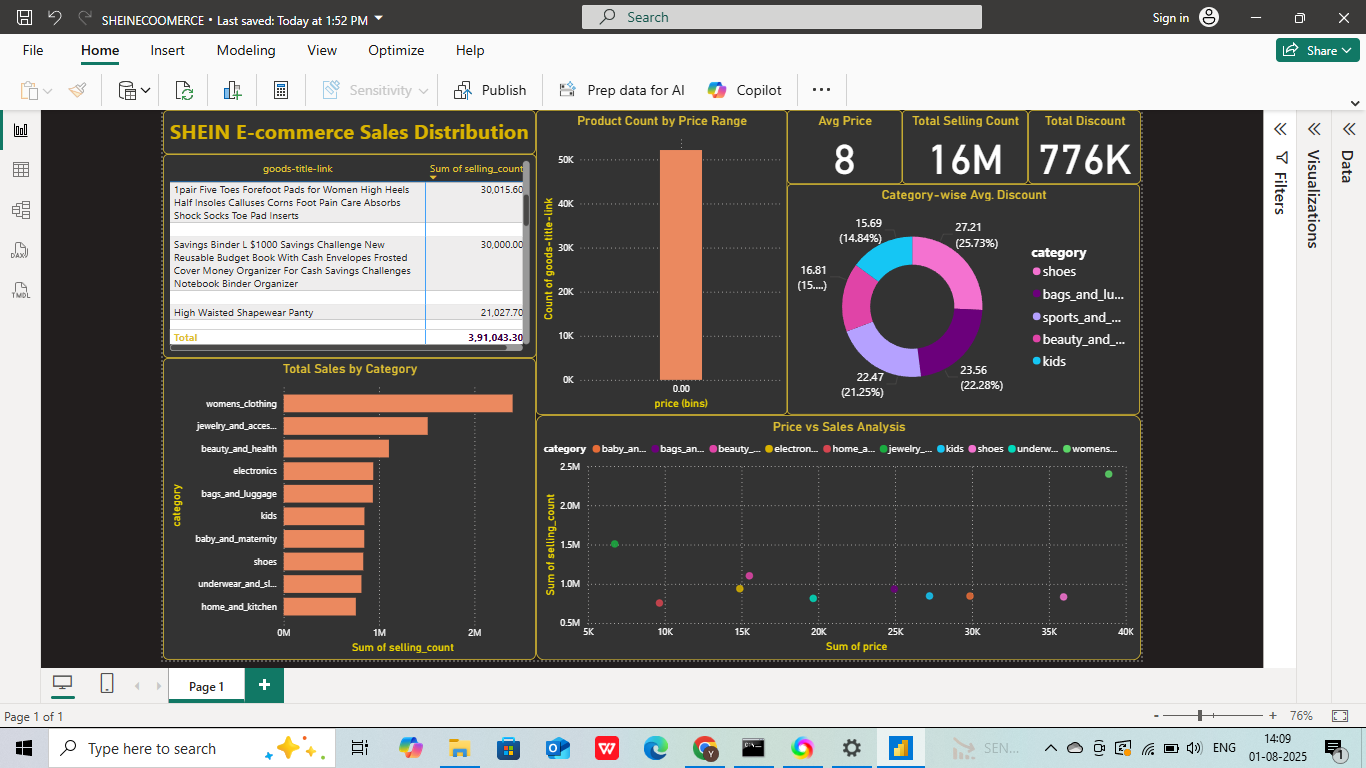 SHEINECOOMERCE • Last saved: Today at 1:52 PM
Search
Sign in
File
Home
Insert
Modeling
View
Optimize
Help
Share
Sensitivity
Publish
Prep data for AI
Copilot
SHEIN E-commerce Sales Distribution
goods-title-link
Sum of selling_count
1pair Five Toes Forefoot Pads for Women High Heels
Half Insoles Calluses Corns Foot Pain Care Absorbs
Shock Socks Toe Pad Inserts
30,015.60
Savings Binder L $1000 Savings Challenge New
Reusable Budget Book With Cash Envelopes Frosted
Cover Money Organizer For Cash Savings Challenges
Notebook Binder Organizer
30,000.00
High Waisted Shapewear Panty
21,027.70
Total
3,91,043.30
Product Count by Price Range
Count of goods-title-link
50K
40K
30K
20K
10K
0K
0.00
price (bins)
Avg Price
8
Total Selling Count
16M
Total Discount
776K
Category-wise Avg. Discount
27.21
(25.73%)
23.56
(22.28%)
22.47
(21.25%)
16.81
(15....)
15.69
(14.84%)
category
shoes
bags_and_lu...
sports_and_...
beauty_and_...
kids
Total Sales by Category
category
womens_clothing
jewelry_and_acces...
beauty_and_health
electronics
bags_and_luggage
kids
baby_and_maternity
shoes
underwear_and_sl...
home_and_kitchen
0M
1M
2M
Sum of selling_count
Price vs Sales Analysis
category
baby_an...
bags_an...
beauty_...
electron...
home_a...
jewelry_...
kids
shoes
underw...
womens...
Sum of selling_count
2.5M
2.0M
1.5M
1.0M
0.5M
5K
10K
15K
20K
25K
30K
35K
40K
Sum of price
Filters
Visualizations
Data
DAX
TMDL
Page 1
Page 1 of 1
76%
Type here to search
SEN...
ENG
14:09
01-08-2025
1